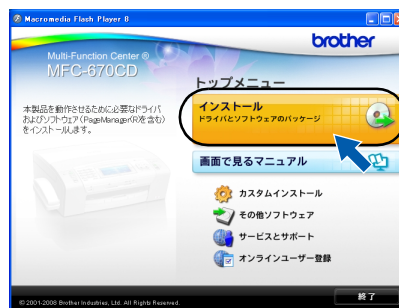 Macromedia Flash Player 8
brother
Multi-Function Center ®
MFC-670CD
トップメニュー
本製品を動作させるために必要なドライバ
およびソフトウェア(PageManager(R)を含む)
をインストールします。
インストール
ドライバとソフトウェアのパッケージ
画面で見るマニュアル
カスタムインストール
その他ソフトウェア
サービスとサポート
オンラインユーザー登録
© 2001-2008 Brother Industries, Ltd. All Rights Reserved.
終了